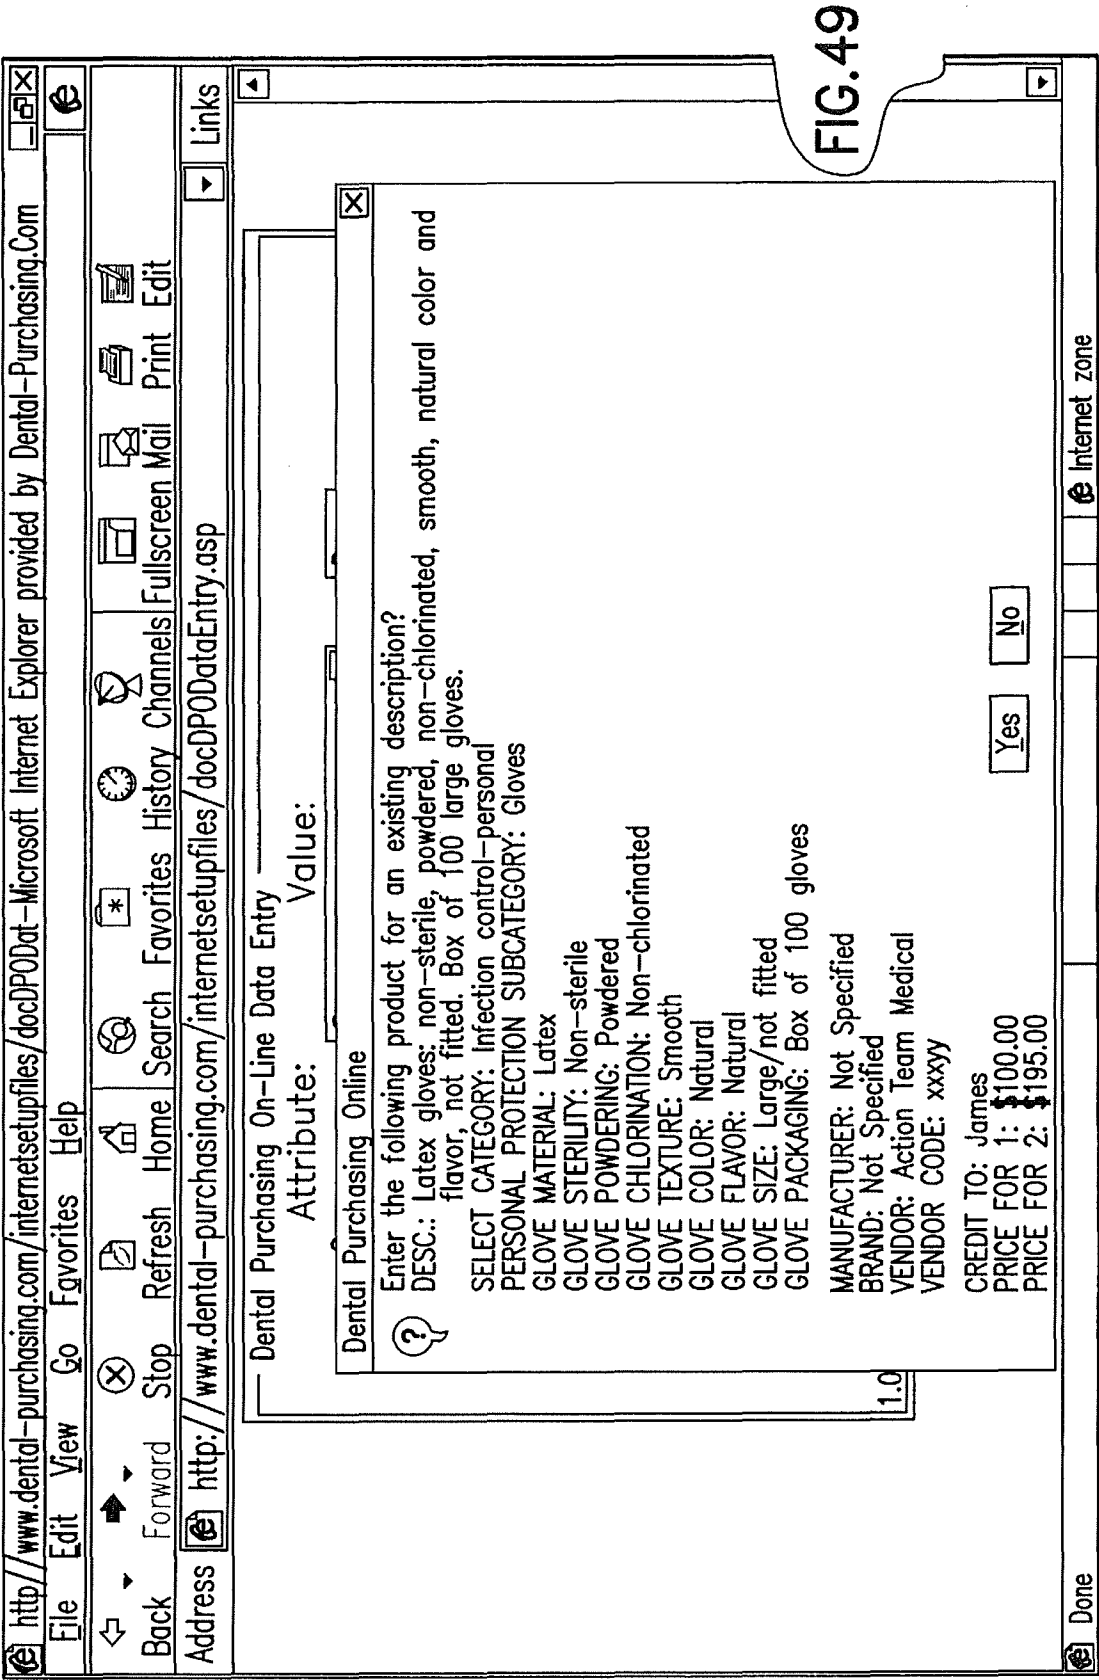 http//www.dental-purchasing.com/internetsetupfiles/docDPODat-Microsoft Internet Explorer provided by Dental-Purchasing.Com
File Edit View Go Favorites Help
Back Forward Stop Refresh Home Search Favorites History Channels Fullscreen Mail Print Edit
Address http://www.dental-purchasing.com/internetsetupfiles/docDPODataEntry.asp Links
Dental Purchasing On-Line Data Entry
Attribute: Value:
Dental Purchasing Online
Enter the following product for an existing description?
DESC.: Latex gloves: non-sterile, powdered, non-chlorinated, smooth, natural color and
flavor, not fitted. Box of 100 large gloves.
SELECT CATEGORY: Infection control-personal
PERSONAL PROTECTION SUBCATEGORY: Gloves
GLOVE MATERIAL: Latex
GLOVE STERILITY: Non-sterile
GLOVE POWDERING: Powdered
GLOVE CHLORINATION: Non-chlorinated
GLOVE TEXTURE: Smooth
GLOVE COLOR: Natural
GLOVE FLAVOR: Natural
GLOVE SIZE: Large/not fitted
GLOVE PACKAGING: Box of 100 gloves
MANUFACTURER: Not Specified
BRAND: Not Specified
VENDOR: Action Team Medical
VENDOR CODE: xxxyy
CREDIT TO: James
PRICE FOR 1: $100.00
PRICE FOR 2: $195.00
Yes No
1.0
Done Internet zone
FIG.49